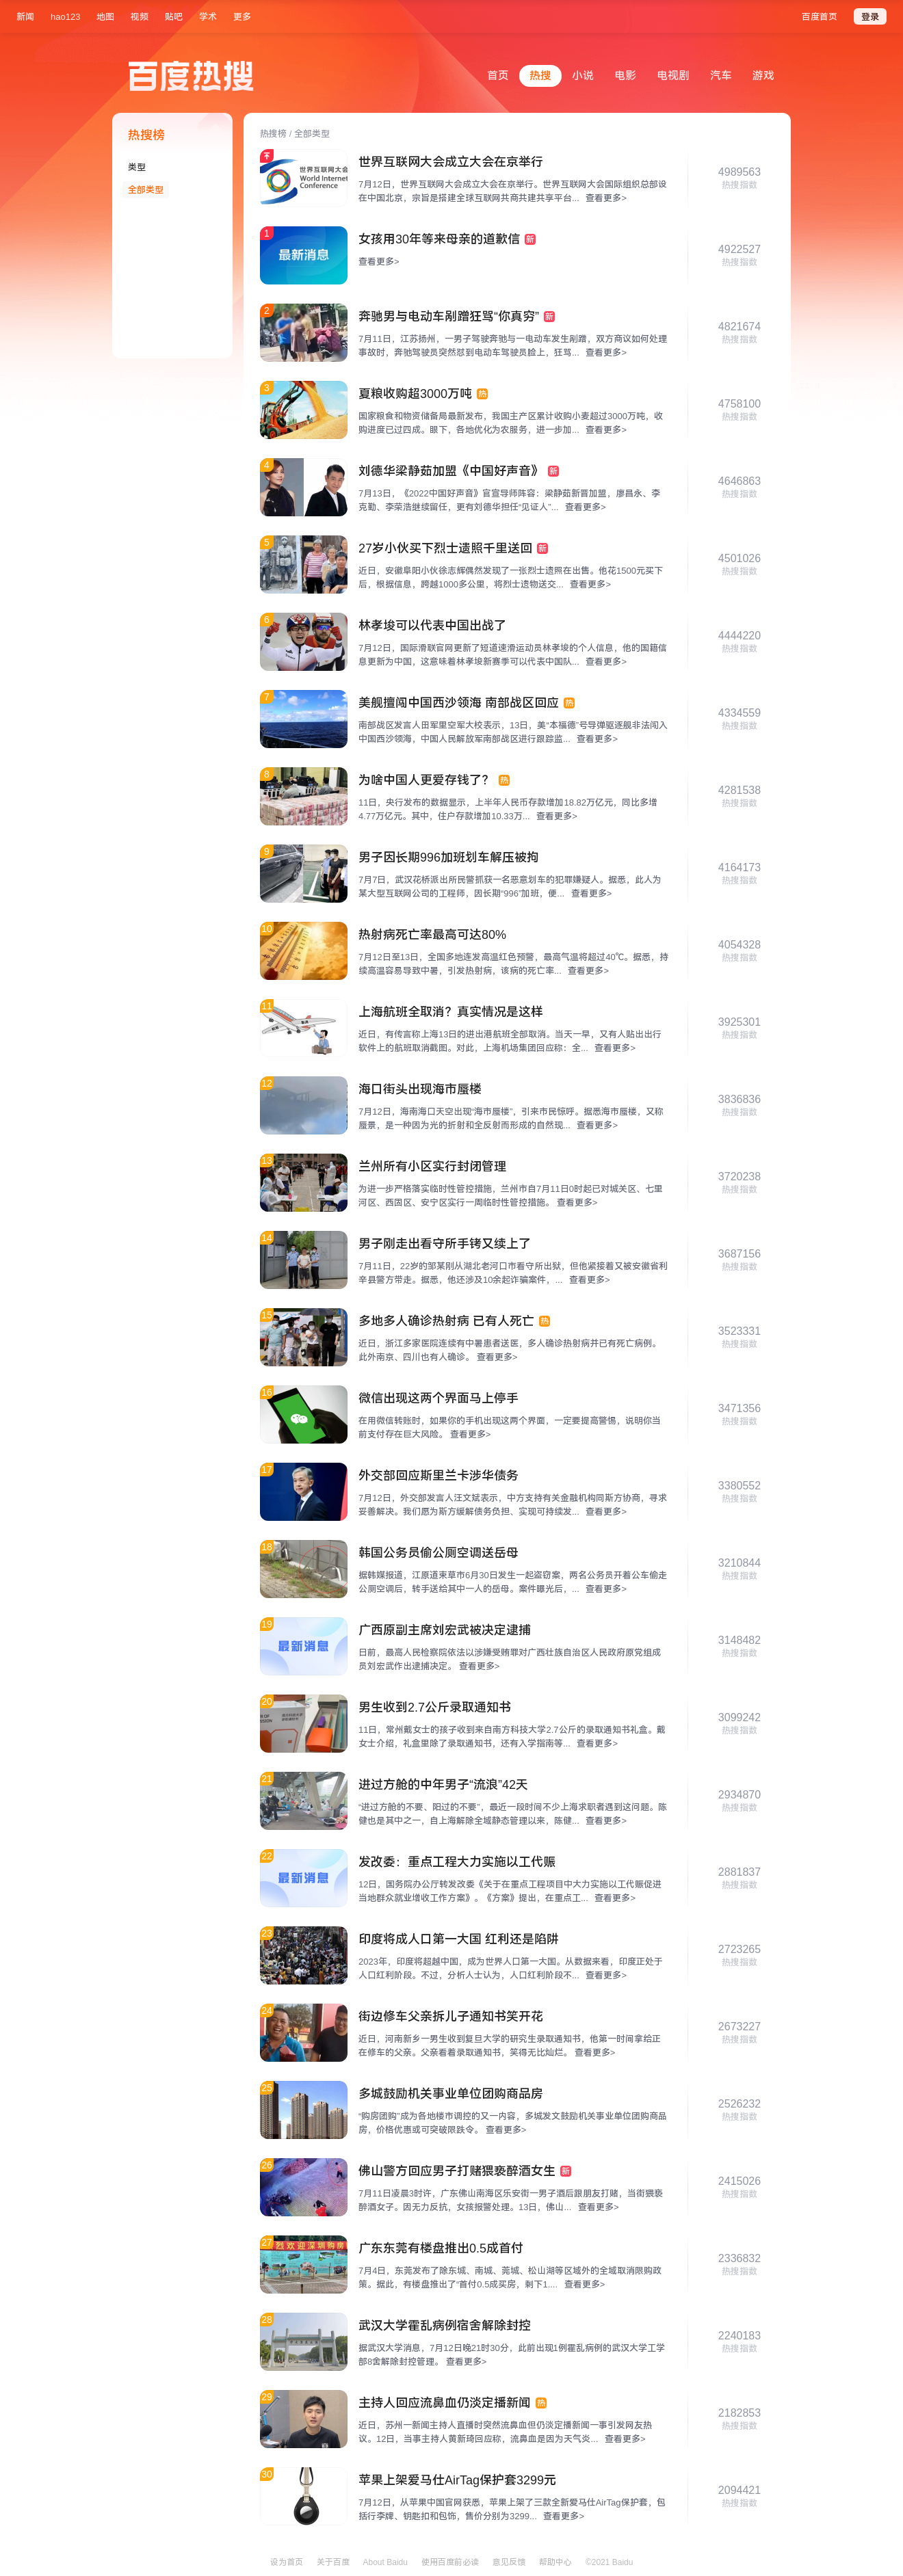 新闻 hao123 地图 视频 贴吧 学术 更多 百度首页 登录
百度热搜
首页 热搜 小说 电影 电视剧 汽车 游戏
热搜榜
类型
全部类型
热搜榜 / 全部类型
世界互联网大会成立大会在京举行
7月12日，世界互联网大会成立大会在京举行。世界互联网大会国际组织总部设
在中国北京，宗旨是搭建全球互联网共商共建共享平台... 查看更多>
4989563
热搜指数
世界互联网大会
World Internet
Conference
1
最新消息
女孩用30年等来母亲的道歉信 新
查看更多>
4922527
热搜指数
2
奔驰男与电动车剐蹭狂骂“你真穷” 新
7月11日，江苏扬州，一男子驾驶奔驰与一电动车发生剐蹭，双方商议如何处理
事故时，奔驰驾驶员突然怼到电动车驾驶员脸上，狂骂... 查看更多>
4821674
热搜指数
3
夏粮收购超3000万吨 热
国家粮食和物资储备局最新发布，我国主产区累计收购小麦超过3000万吨，收
购进度已过四成。眼下，各地优化为农服务，进一步加... 查看更多>
4758100
热搜指数
4
刘德华梁静茹加盟《中国好声音》 新
7月13日，《2022中国好声音》官宣导师阵容：梁静茹新晋加盟，廖昌永、李
克勤、李荣浩继续留任，更有刘德华担任“见证人”... 查看更多>
4646863
热搜指数
5
27岁小伙买下烈士遗照千里送回 新
近日，安徽阜阳小伙徐志辉偶然发现了一张烈士遗照在出售。他花1500元买下
后，根据信息，跨越1000多公里，将烈士遗物送交... 查看更多>
4501026
热搜指数
6
林孝埈可以代表中国出战了
7月12日，国际滑联官网更新了短道速滑运动员林孝埈的个人信息，他的国籍信
息更新为中国，这意味着林孝埈新赛季可以代表中国队... 查看更多>
4444220
热搜指数
7
美舰擅闯中国西沙领海 南部战区回应 热
南部战区发言人田军里空军大校表示，13日，美“本福德”号导弹驱逐舰非法闯入
中国西沙领海，中国人民解放军南部战区进行跟踪监... 查看更多>
4334559
热搜指数
8
为啥中国人更爱存钱了？ 热
11日，央行发布的数据显示，上半年人民币存款增加18.82万亿元，同比多增
4.77万亿元。其中，住户存款增加10.33万... 查看更多>
4281538
热搜指数
9
男子因长期996加班划车解压被拘
7月7日，武汉花桥派出所民警抓获一名恶意划车的犯罪嫌疑人。据悉，此人为
某大型互联网公司的工程师，因长期“996”加班，便... 查看更多>
4164173
热搜指数
10
热射病死亡率最高可达80%
7月12日至13日，全国多地连发高温红色预警，最高气温将超过40℃。据悉，持
续高温容易导致中暑，引发热射病，该病的死亡率... 查看更多>
4054328
热搜指数
11
上海航班全取消？真实情况是这样
近日，有传言称上海13日的进出港航班全部取消。当天一早，又有人贴出出行
软件上的航班取消截图。对此，上海机场集团回应称：全... 查看更多>
3925301
热搜指数
12
海口街头出现海市蜃楼
7月12日，海南海口天空出现“海市蜃楼”，引来市民惊呼。据悉海市蜃楼，又称
蜃景，是一种因为光的折射和全反射而形成的自然现... 查看更多>
3836836
热搜指数
13
兰州所有小区实行封闭管理
为进一步严格落实临时性管控措施，兰州市自7月11日0时起已对城关区、七里
河区、西固区、安宁区实行一周临时性管控措施。 查看更多>
3720238
热搜指数
14
男子刚走出看守所手铐又续上了
7月11日，22岁的邹某刚从湖北老河口市看守所出狱，但他紧接着又被安徽省利
辛县警方带走。据悉，他还涉及10余起诈骗案件，... 查看更多>
3687156
热搜指数
15
多地多人确诊热射病 已有人死亡 热
近日，浙江多家医院连续有中暑患者送医，多人确诊热射病并已有死亡病例。
此外南京、四川也有人确诊。 查看更多>
3523331
热搜指数
16
微信出现这两个界面马上停手
在用微信转账时，如果你的手机出现这两个界面，一定要提高警惕，说明你当
前支付存在巨大风险。 查看更多>
3471356
热搜指数
17
外交部回应斯里兰卡涉华债务
7月12日，外交部发言人汪文斌表示，中方支持有关金融机构同斯方协商，寻求
妥善解决。我们愿为斯方缓解债务负担、实现可持续发... 查看更多>
3380552
热搜指数
18
韩国公务员偷公厕空调送岳母
据韩媒报道，江原道束草市6月30日发生一起盗窃案，两名公务员开着公车偷走
公厕空调后，转手送给其中一人的岳母。案件曝光后，... 查看更多>
3210844
热搜指数
19
最新消息
广西原副主席刘宏武被决定逮捕
日前，最高人民检察院依法以涉嫌受贿罪对广西壮族自治区人民政府原党组成
员刘宏武作出逮捕决定。 查看更多>
3148482
热搜指数
20
男生收到2.7公斤录取通知书
11日，常州戴女士的孩子收到来自南方科技大学2.7公斤的录取通知书礼盒。戴
女士介绍，礼盒里除了录取通知书，还有入学指南等... 查看更多>
3099242
热搜指数
21
进过方舱的中年男子“流浪”42天
“进过方舱的不要、阳过的不要”，最近一段时间不少上海求职者遇到这问题。陈
健也是其中之一，自上海解除全域静态管理以来，陈健... 查看更多>
2934870
热搜指数
22
最新消息
发改委：重点工程大力实施以工代赈
12日，国务院办公厅转发改委《关于在重点工程项目中大力实施以工代赈促进
当地群众就业增收工作方案》。《方案》提出，在重点工... 查看更多>
2881837
热搜指数
23
印度将成人口第一大国 红利还是陷阱
2023年，印度将超越中国，成为世界人口第一大国。从数据来看，印度正处于
人口红利阶段。不过，分析人士认为，人口红利阶段不... 查看更多>
2723265
热搜指数
24
街边修车父亲拆儿子通知书笑开花
近日，河南新乡一男生收到复旦大学的研究生录取通知书，他第一时间拿给正
在修车的父亲。父亲看着录取通知书，笑得无比灿烂。 查看更多>
2673227
热搜指数
25
多城鼓励机关事业单位团购商品房
“购房团购”成为各地楼市调控的又一内容，多城发文鼓励机关事业单位团购商品
房，价格优惠或可突破限跌令。 查看更多>
2526232
热搜指数
26
佛山警方回应男子打赌猥亵醉酒女生 新
7月11日凌晨3时许，广东佛山南海区乐安街一男子酒后跟朋友打赌，当街猥亵
醉酒女子。因无力反抗，女孩报警处理。13日，佛山... 查看更多>
2415026
热搜指数
27
烈欢迎深圳购房
广东东莞有楼盘推出0.5成首付
7月4日，东莞发布了除东城、南城、莞城、松山湖等区域外的全域取消限购政
策。据此，有楼盘推出了“首付0.5成买房，剩下1.... 查看更多>
2336832
热搜指数
28
武汉大学霍乱病例宿舍解除封控
据武汉大学消息，7月12日晚21时30分，此前出现1例霍乱病例的武汉大学工学
部8舍解除封控管理。 查看更多>
2240183
热搜指数
29
主持人回应流鼻血仍淡定播新闻 热
近日，苏州一新闻主持人直播时突然流鼻血但仍淡定播新闻一事引发网友热
议。12日，当事主持人黄新琦回应称，流鼻血是因为天气炎... 查看更多>
2182853
热搜指数
30
苹果上架爱马仕AirTag保护套3299元
7月12日，从苹果中国官网获悉，苹果上架了三款全新爱马仕AirTag保护套，包
括行李牌、钥匙扣和包饰，售价分别为3299... 查看更多>
2094421
热搜指数
设为首页 关于百度 About Baidu 使用百度前必读 意见反馈 帮助中心 ©2021 Baidu